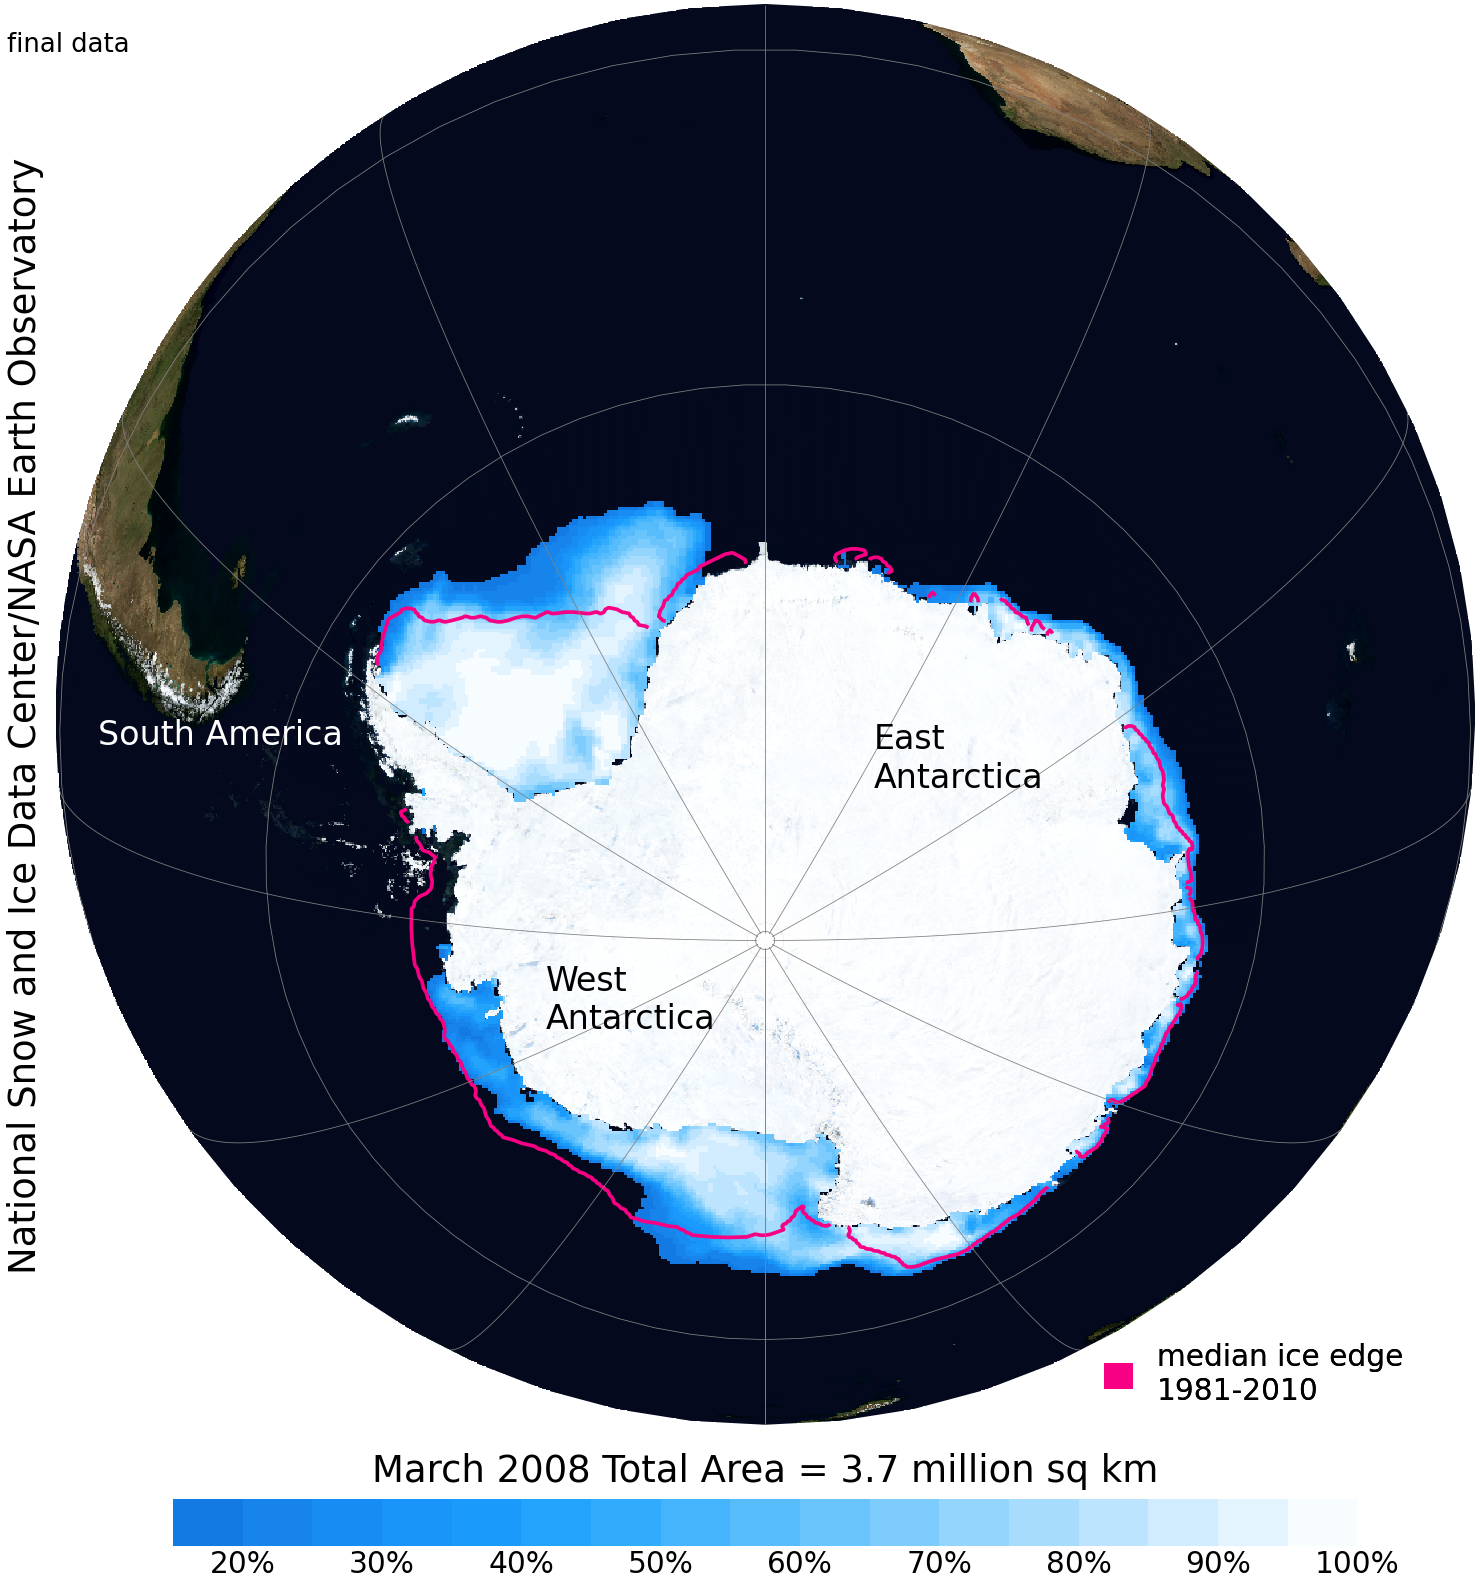 final data
National Snow and Ice Data Center/NASA Earth Observatory
South America
East
Antarctica
West
Antarctica
median ice edge
1981-2010
March 2008 Total Area = 3.7 million sq km
20% 30% 40% 50% 60% 70% 80% 90% 100%